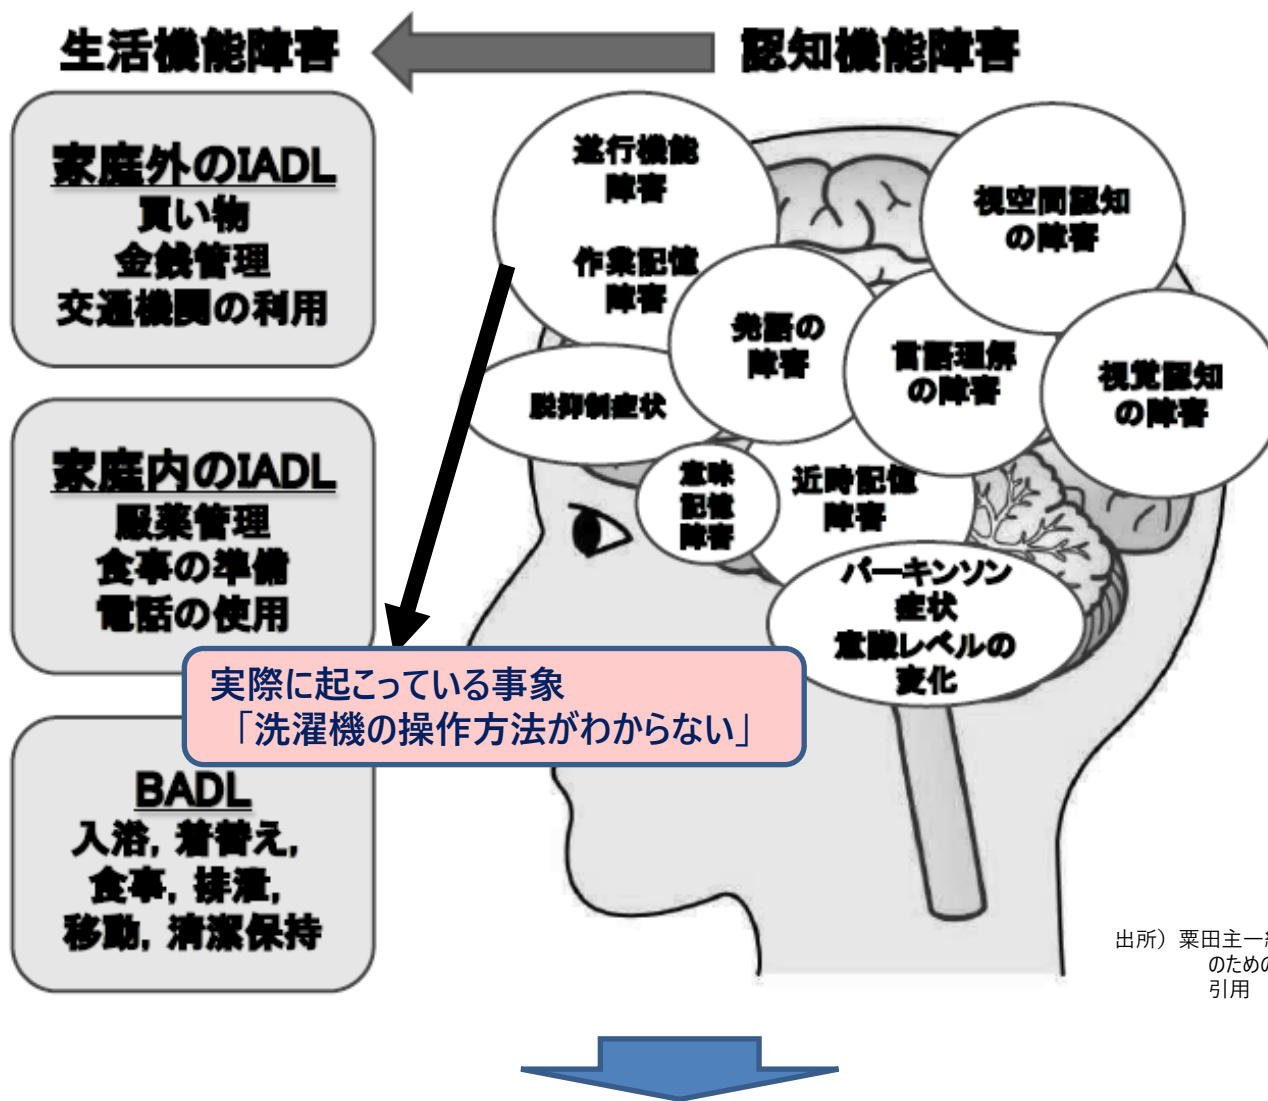 生活機能障害
認知機能障害
家庭外のIADL
買い物
金銭管理
交通機関の利用
家庭内のIADL
服薬管理
食事の準備
電話の使用
BADL
入浴, 着替え,
食事, 排泄,
移動, 清潔保持
遂行機能
障害
作業記憶
障害
視空間認知
の障害
発語の
障害
言語理解
の障害
視覚認知
の障害
脱抑制症状
意味
記憶
障害
近時記憶
障害
パーキンソン
症状
意識レベルの
変化
実際に起こっている事象
「洗濯機の操作方法がわからない」
出所）粟田主一
のための
引用